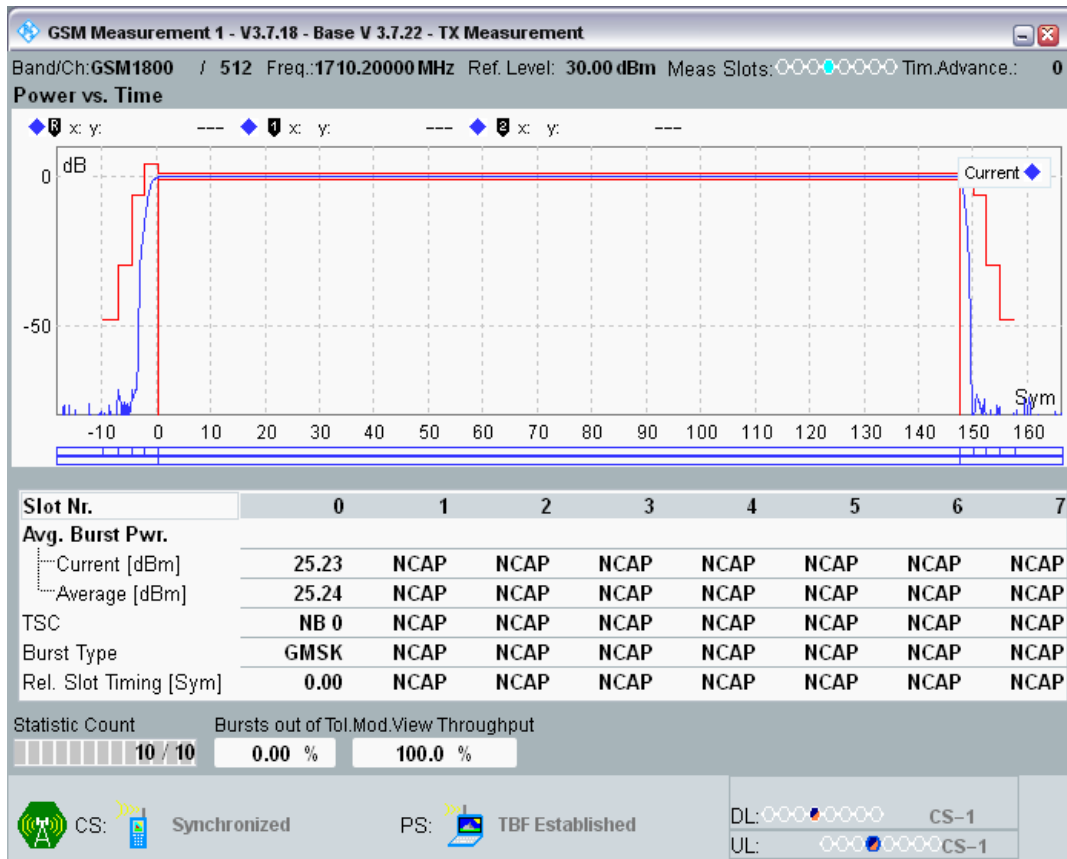 GSM Measurement 1 - V3.7.18 - Base V 3.7.22 - TX Measurement
Band/Ch:GSM1800 / 512 Freq.:1710.20000 MHz Ref. Level: 30.00 dBm Meas Slots: Tim.Advance.: 0
Power vs. Time
R x: y: --- 1 x: y: --- 2 x: y: ---
dB
Current
0
-50
Sym
-10 0 10 20 30 40 50 60 70 80 90 100 110 120 130 140 150 160
Slot Nr. 0 1 2 3 4 5 6 7
Avg. Burst Pwr.
Current [dBm] 25.23 NCAP NCAP NCAP NCAP NCAP NCAP NCAP
Average [dBm] 25.24 NCAP NCAP NCAP NCAP NCAP NCAP NCAP
TSC NB 0 NCAP NCAP NCAP NCAP NCAP NCAP NCAP
Burst Type GMSK NCAP NCAP NCAP NCAP NCAP NCAP NCAP
Rel. Slot Timing [Sym] 0.00 NCAP NCAP NCAP NCAP NCAP NCAP NCAP
Statistic Count Bursts out of Tol.Mod.View Throughput
10 / 10 0.00 % 100.0 %
CS: Synchronized PS: TBF Established DL: CS-1
UL: CS-1